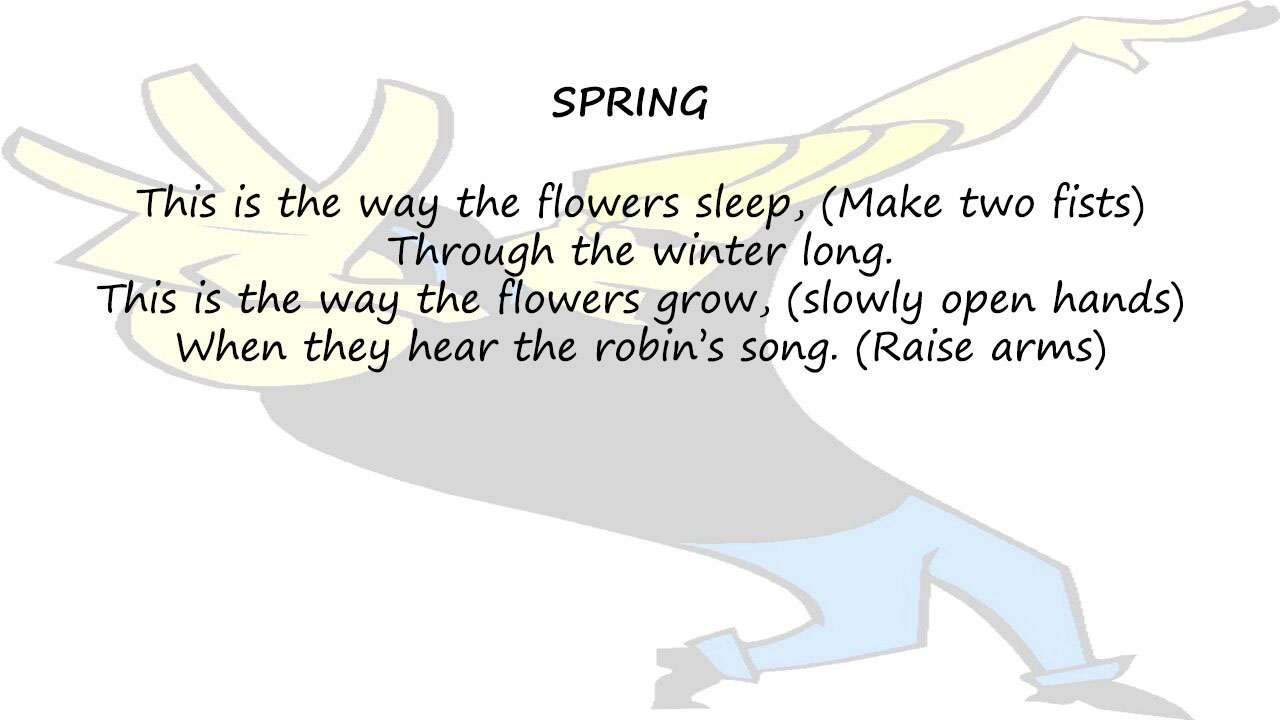 SPRING
This is the way the flowers sleep, (Make two fists)
Through the winter long.
This is the way the flowers grow, (slowly open hands)
When they hear the robin’s song. (Raise arms)